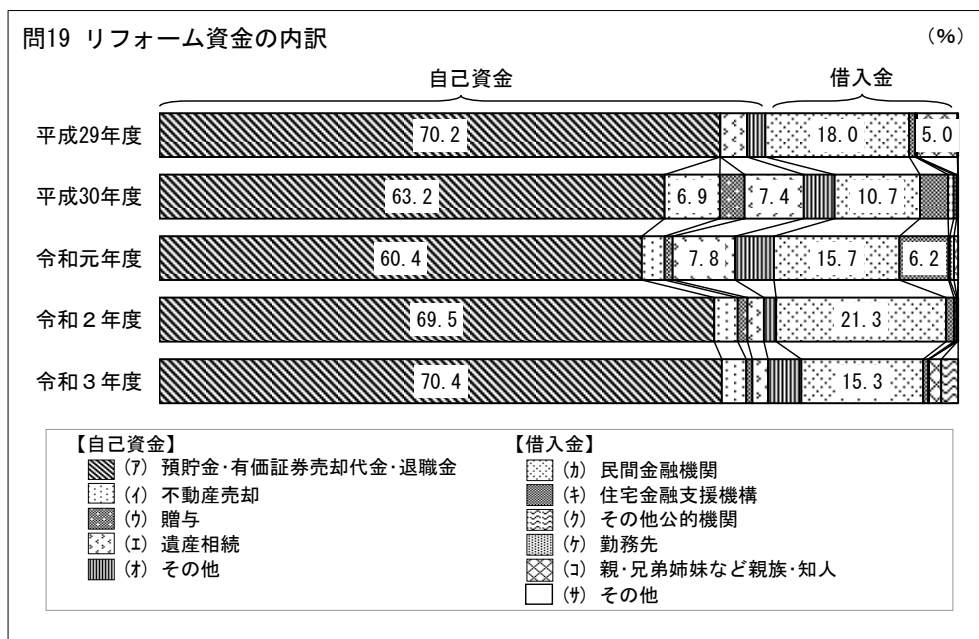 問19 リフォーム資金の内訳 (%)
自己資金 借入金
平成29年度 70.2 18.0 5.0
平成30年度 63.2 6.9 7.4 10.7
令和元年度 60.4 7.8 15.7 6.2
令和2年度 69.5 21.3
令和3年度 70.4 15.3
【自己資金】 【借入金】
(ｱ) 預貯金･有価証券売却代金･退職金 (ｶ) 民間金融機関
(ｲ) 不動産売却 (ｷ) 住宅金融支援機構
(ｳ) 贈与 (ｸ) その他公的機関
(ｴ) 遺産相続 (ｹ) 勤務先
(ｵ) その他 (ｺ) 親･兄弟姉妹など親族･知人
(ｻ) その他